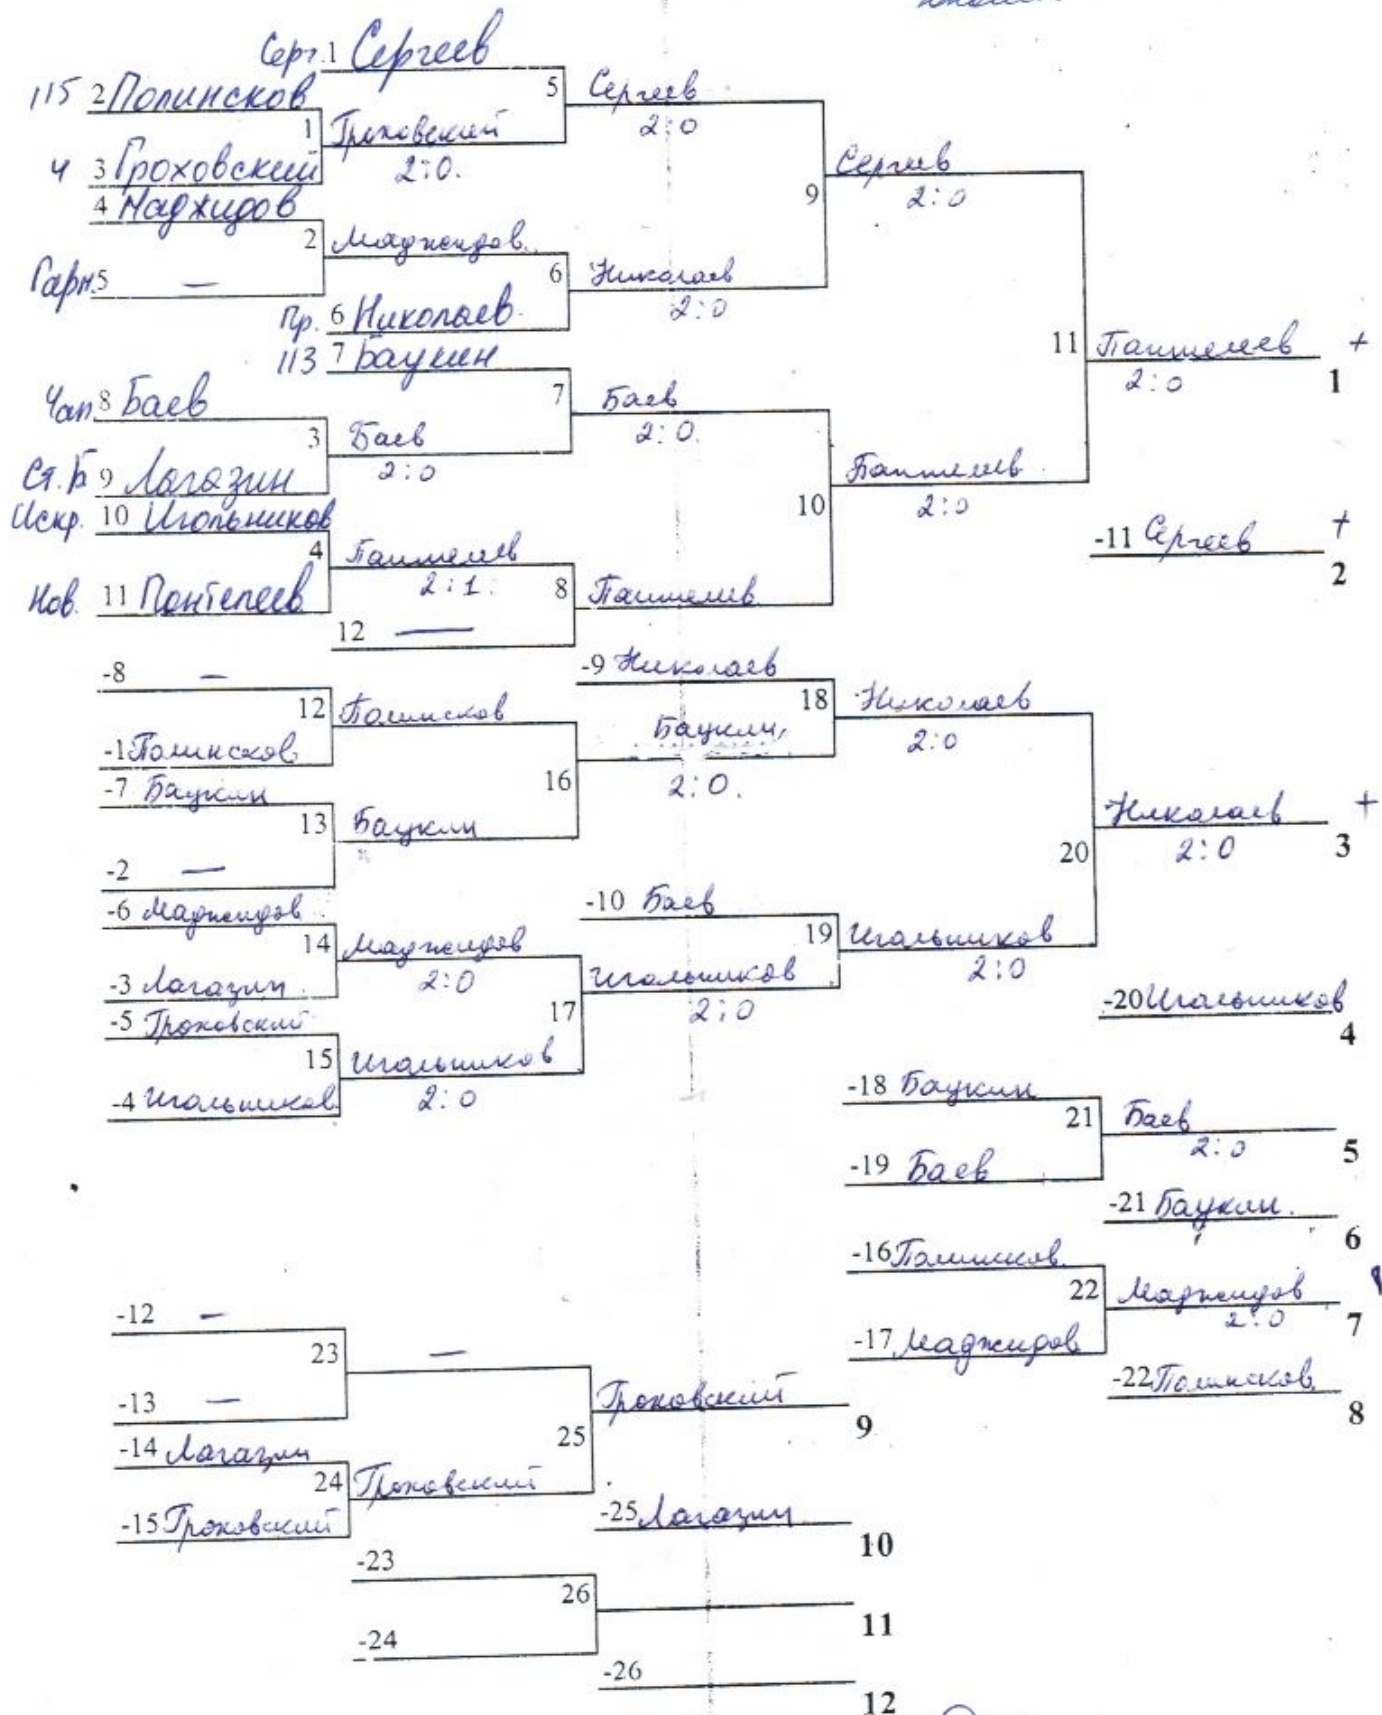 Серг. 1 Сергеев
115 2 Полинсков
5 Сергеев
2:0
1 Гроховский
2:0.
Ч 3 Гроховский
4 Маджидов
9 Сергеев
2:0
2 Маджидов
Гарн. 5 —
6 Николаев
2:0
Пр. 6 Николаев
113 7 Баукин
11 Пантелеев +
2:0
1
Чап. 8 Баев
7 Баев
2:0
3 Баев
2:0
Ст.Б 9 Лагазин
Искр. 10 Игольников
10 Пантелеев
2:0
4 Пантелеев
2:1
-11 Сергеев +
2
Нов. 11 Пантелеев
8 Пантелеев
12 —
-8 —
-9 Николаев
12 Полинсков
18 Николаев
2:0
-1 Полинсков
Баукин
2:0.
-7 Баукин
16
13 Баукин
-2 —
20 Николаев +
2:0
3
-6 Маджидов
-10 Баев
14 Маджидов
2:0
19 Игольников
2:0
-3 Лагазин
Игольников
2:0
-5 Гроховский
17
-20 Игольников
4
15 Игольников
2:0
-4 Игольников
-18 Баукин
21 Баев
2:0
5
-19 Баев
-21 Баукин
6
-16 Полинсков
22 Маджидов
2:0
7
-17 Маджидов
-22 Полинсков
8
-12 —
23 —
-13 —
Гроховский
9
-14 Лагазин
25
24 Гроховский
-15 Гроховский
-25 Лагазин
10
-23
26
11
-24
-26
12